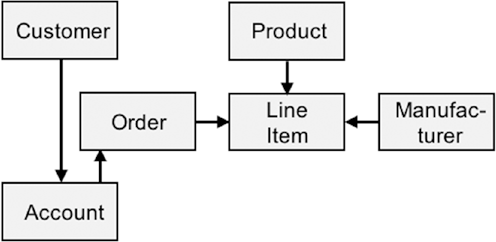 Customer
Product
Order
Line
Item
Manufac-
turer
Account